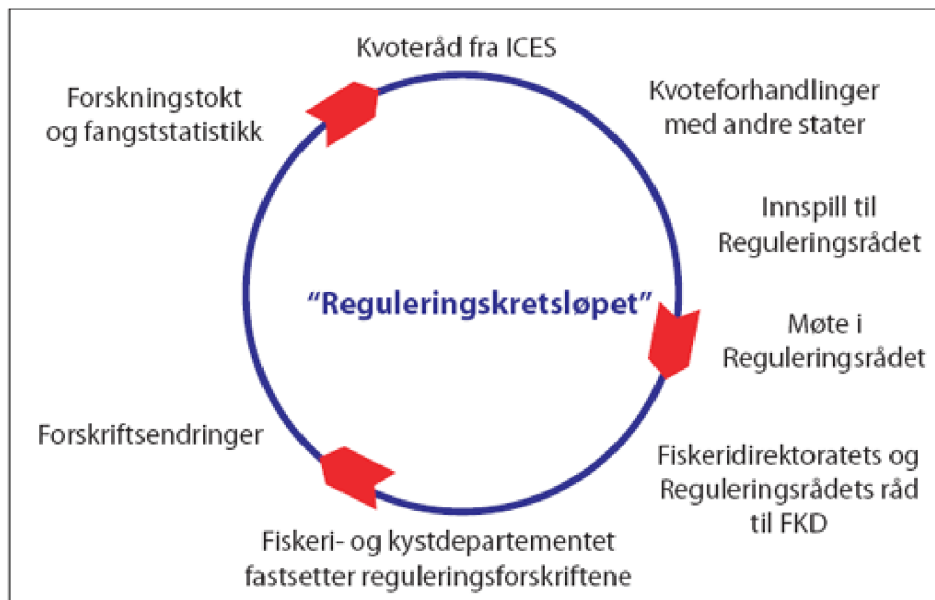 Kvoteråd fra ICES
Kvoteforhandlinger
med andre stater
Innspill til
Reguleringsrådet
Møte i
Reguleringsrådet
Fiskeridirektoratets og
Reguleringsrådets råd
til FKD
Fiskeri- og kystdepartementet
fastsetter reguleringsforskriftene
Forskriftsendringer
Forskningstokt
og fangststatistikk
“Reguleringskretsløpet”